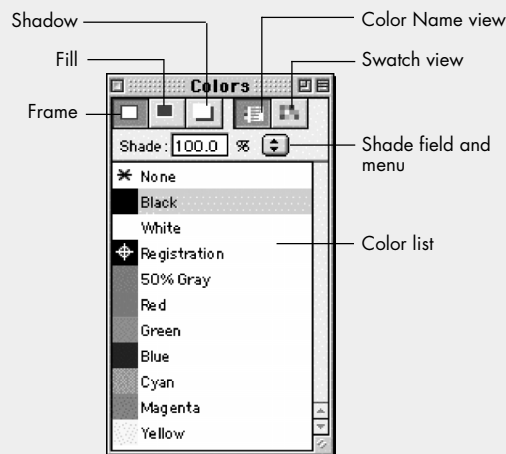 Shadow
Color Name view
Fill
Swatch view
Colors
Frame
Shade: 100.0 %
Shade field and
menu
None
Black
White
Registration
Color list
50% Gray
Red
Green
Blue
Cyan
Magenta
Yellow